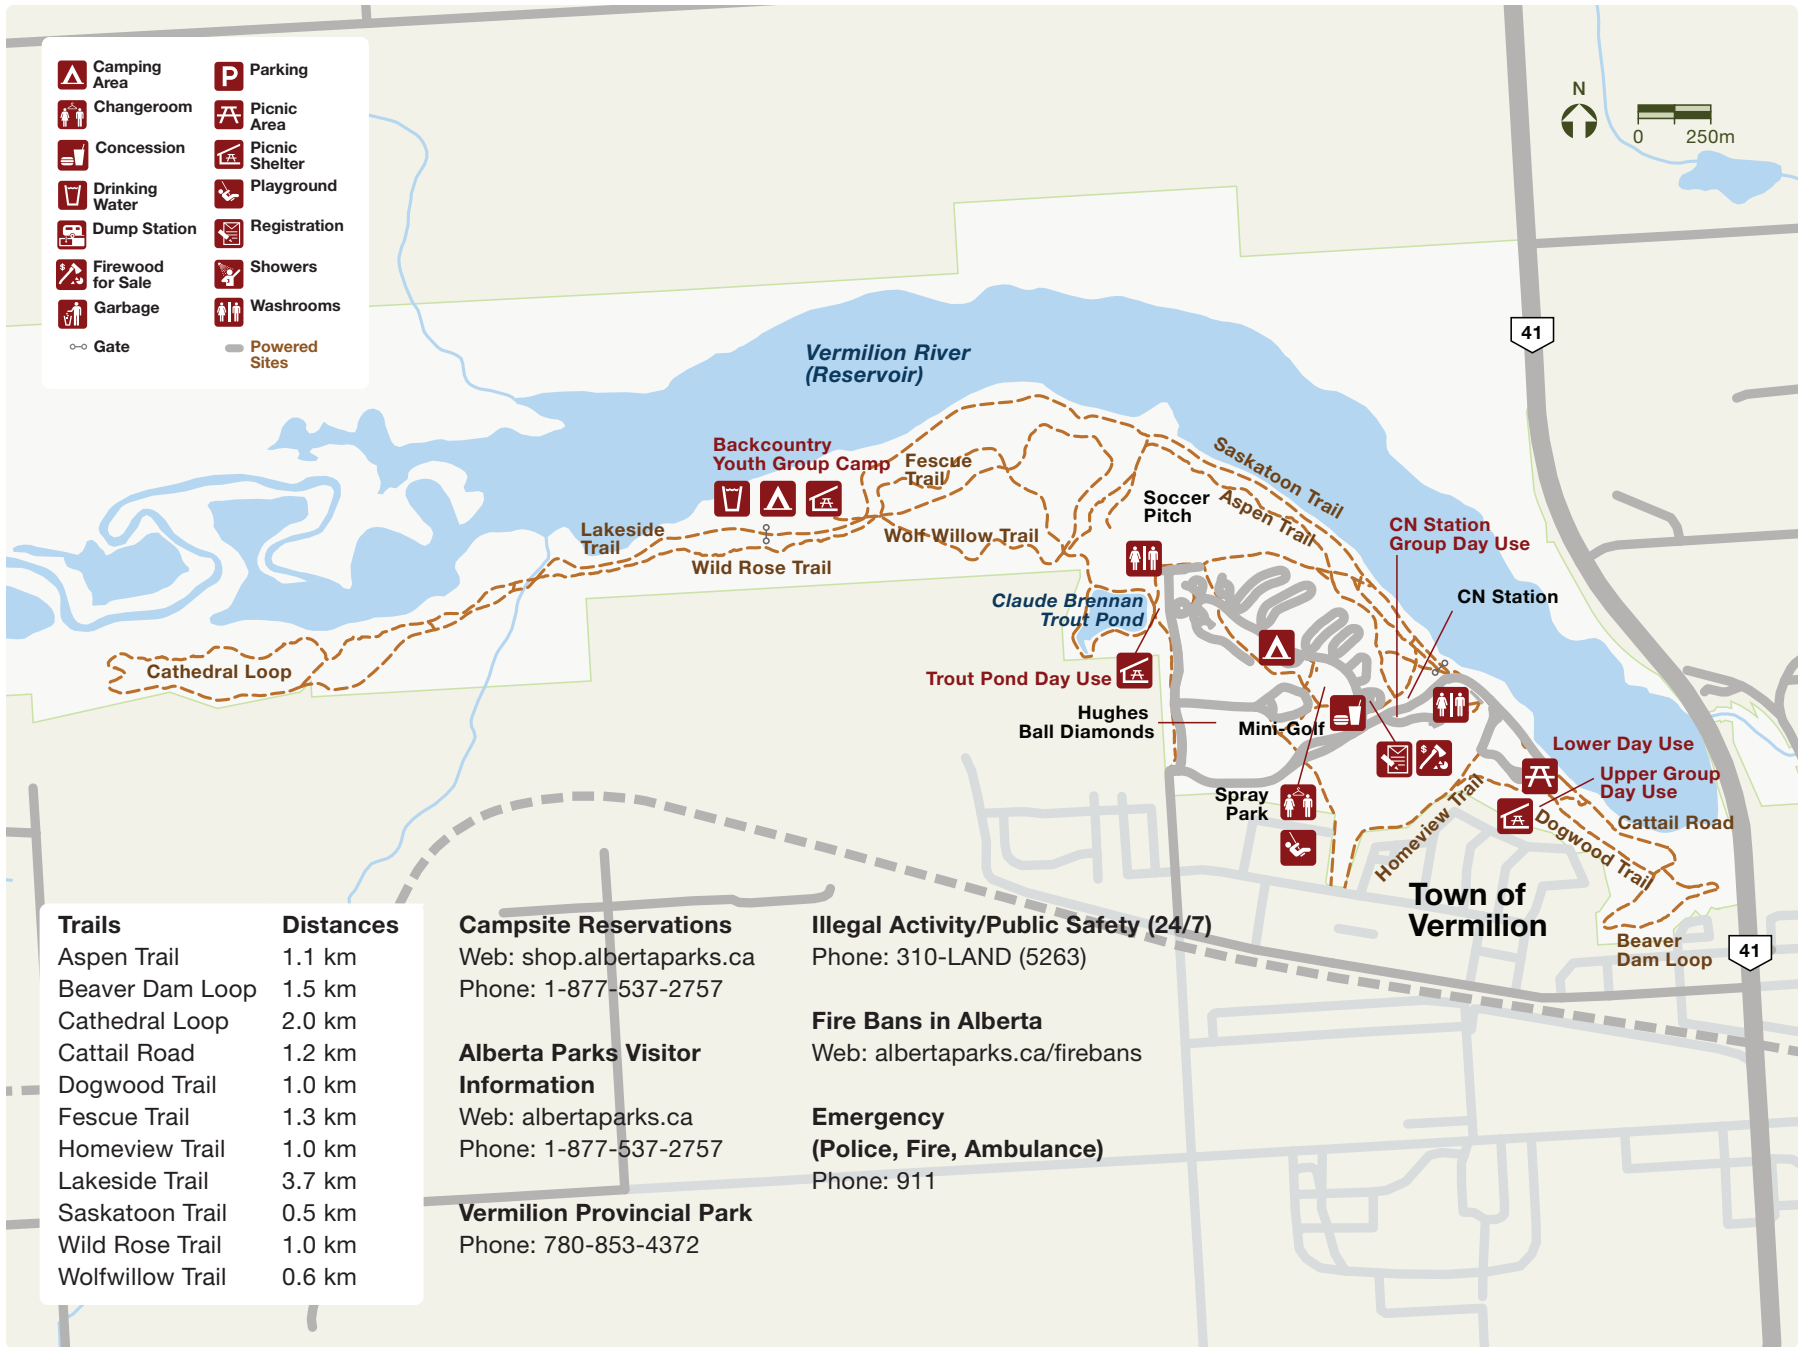 Camping
Area
Changeroom
Concession
Drinking
Water
Dump Station
Firewood
for Sale
Garbage
Gate
P
Parking
Picnic
Area
Picnic
Shelter
Playground
Registration
Showers
Washrooms
Powered
Sites
N
0 250m
41
Vermilion River
(Reservoir)
Backcountry
Youth Group Camp
Fescue
Trail
Saskatoon Trail
Aspen Trail
Soccer
Pitch
Lakeside
Trail
Wolf Willow Trail
Wild Rose Trail
CN Station
Group Day Use
CN Station
Claude Brennan
Trout Pond
Cathedral Loop
Trout Pond Day Use
Hughes
Ball Diamonds
Mini-Golf
$
Lower Day Use
Upper Group
Day Use
Spray
Park
Cattail Road
Homeview Trail
Dogwood Trail
Town of
Vermilion
Beaver
Dam Loop
41
Trails Distances
Aspen Trail 1.1 km
Beaver Dam Loop 1.5 km
Cathedral Loop 2.0 km
Cattail Road 1.2 km
Dogwood Trail 1.0 km
Fescue Trail 1.3 km
Homeview Trail 1.0 km
Lakeside Trail 3.7 km
Saskatoon Trail 0.5 km
Wild Rose Trail 1.0 km
Wolfwillow Trail 0.6 km
Campsite Reservations
Web: shop.albertaparks.ca
Phone: 1-877-537-2757
Alberta Parks Visitor
Information
Web: albertaparks.ca
Phone: 1-877-537-2757
Vermilion Provincial Park
Phone: 780-853-4372
Illegal Activity/Public Safety (24/7)
Phone: 310-LAND (5263)
Fire Bans in Alberta
Web: albertaparks.ca/firebans
Emergency
(Police, Fire, Ambulance)
Phone: 911